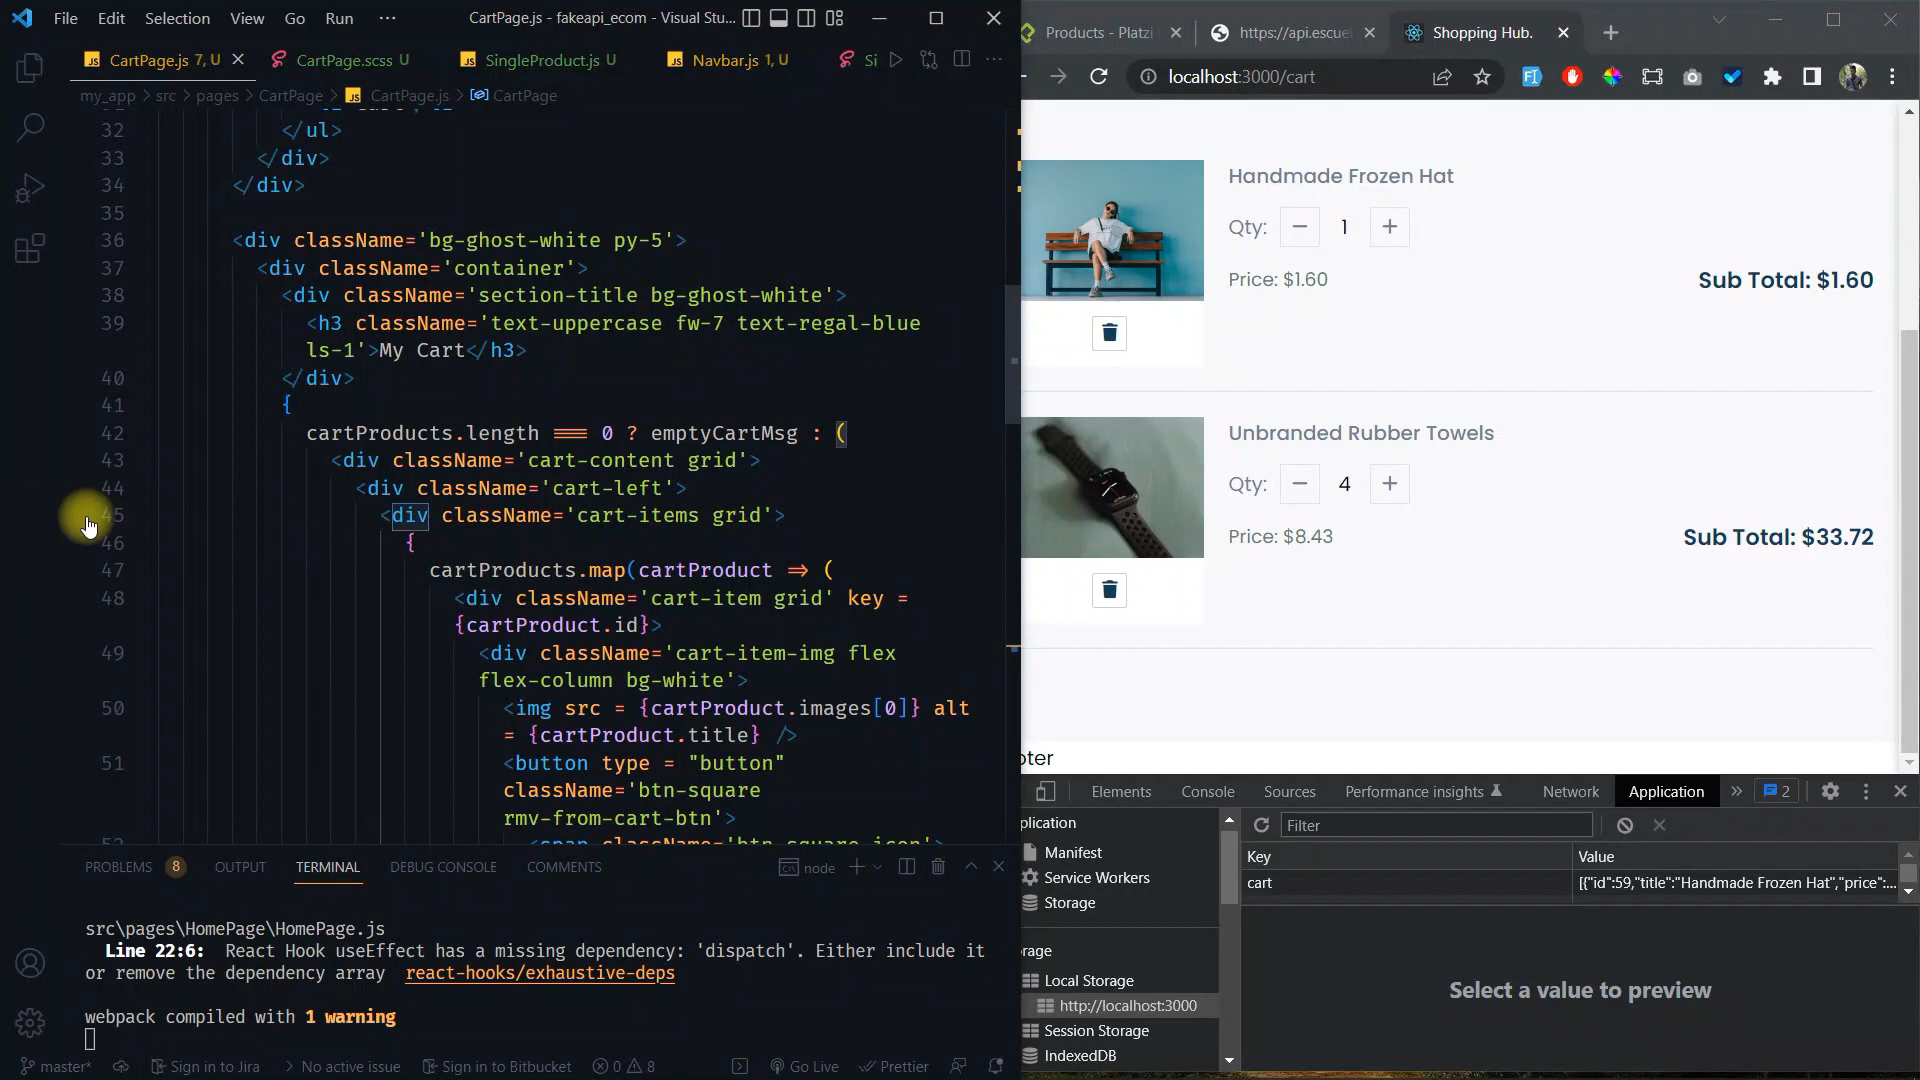 File Edit Selection View Go Run ··· CartPage.js - fakeapi_ecom - Visual Stu...
CartPage.js 7, U CartPage.scss U SingleProduct.js U Navbar.js 1, U Si
my_app > src > pages > CartPage > CartPage.js > CartPage
32 </ul>
33 </div>
34 </div>
35
36 <div className='bg-ghost-white py-5'>
37 <div className='container'>
38 <div className='section-title bg-ghost-white'>
39 <h3 className='text-uppercase fw-7 text-regal-blue
ls-1'>My Cart</h3>
40 </div>
41 {
42 cartProducts.length === 0 ? emptyCartMsg : (
43 <div className='cart-content grid'>
44 <div className='cart-left'>
45 <div className='cart-items grid'>
46 {
47 cartProducts.map(cartProduct => (
48 <div className='cart-item grid' key =
{cartProduct.id}>
49 <div className='cart-item-img flex
flex-column bg-white'>
50 <img src = {cartProduct.images[0]} alt
= {cartProduct.title} />
51 <button type = "button"
className='btn-square
rmv-from-cart-btn'>
52 <span className='btn-square-icon'>
PROBLEMS 8 OUTPUT TERMINAL DEBUG CONSOLE COMMENTS node
src\pages\HomePage\HomePage.js
Line 22:6: React Hook useEffect has a missing dependency: 'dispatch'. Either include it
or remove the dependency array react-hooks/exhaustive-deps
webpack compiled with 1 warning
master* Sign in to Jira No active issue Sign in to Bitbucket 0 8 Go Live Prettier
Products - Platzi https://api.escue Shopping Hub.
localhost:3000/cart
Handmade Frozen Hat
Qty: − 1 +
Price: $1.60 Sub Total: $1.60
Unbranded Rubber Towels
Qty: − 4 +
Price: $8.43 Sub Total: $33.72
oter
Elements Console Sources Performance insights Network Application » 2
plication
Filter
Manifest
Service Workers
Storage
Key Value
cart [{"id":59,"title":"Handmade Frozen Hat","price":...
rage
Local Storage
http://localhost:3000
Session Storage
IndexedDB
Select a value to preview